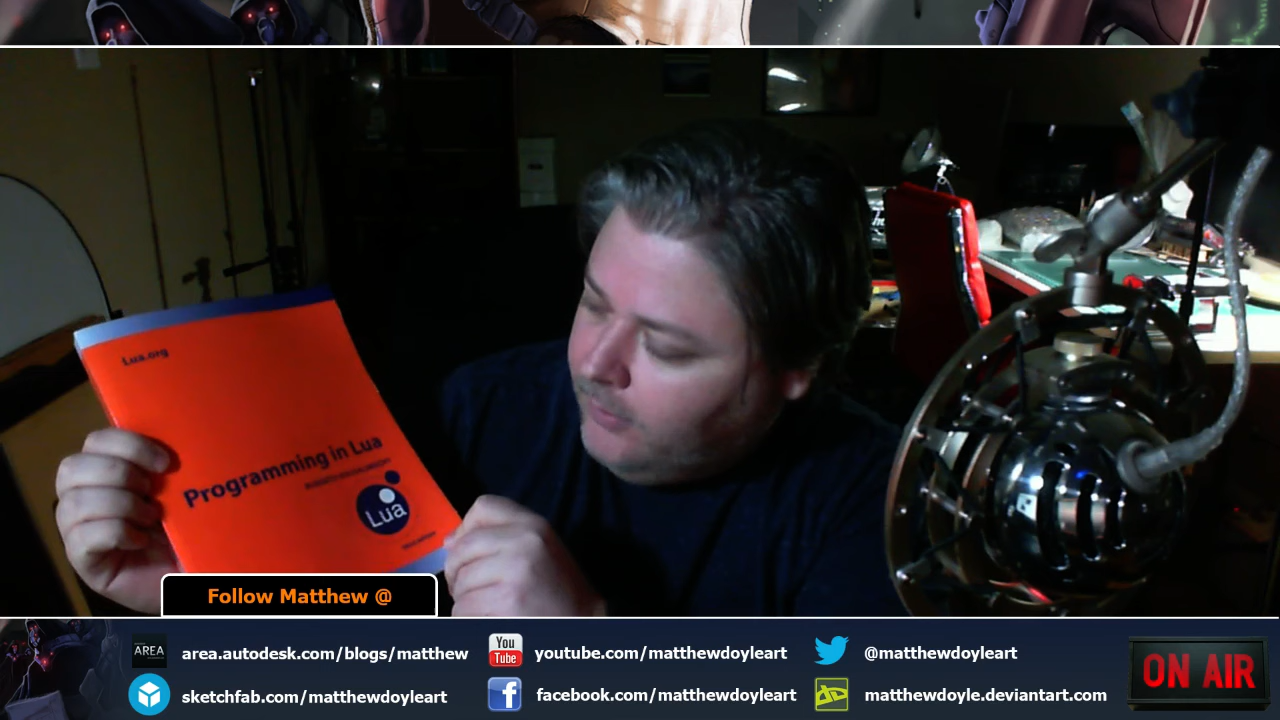 Lua.org
Programming in Lua
Lua
Follow Matthew @
AREA
area.autodesk.com/blogs/matthew
You
Tube
youtube.com/matthewdoyleart
@matthewdoyleart
ON AIR
sketchfab.com/matthewdoyleart
f
facebook.com/matthewdoyleart
matthewdoyle.deviantart.com